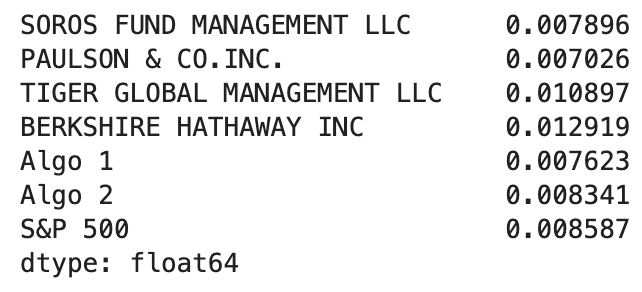 SOROS FUND MANAGEMENT LLC      0.007896
PAULSON & CO.INC.              0.007026
TIGER GLOBAL MANAGEMENT LLC    0.010897
BERKSHIRE HATHAWAY INC         0.012919
Algo 1                         0.007623
Algo 2                         0.008341
S&P 500                        0.008587
dtype: float64